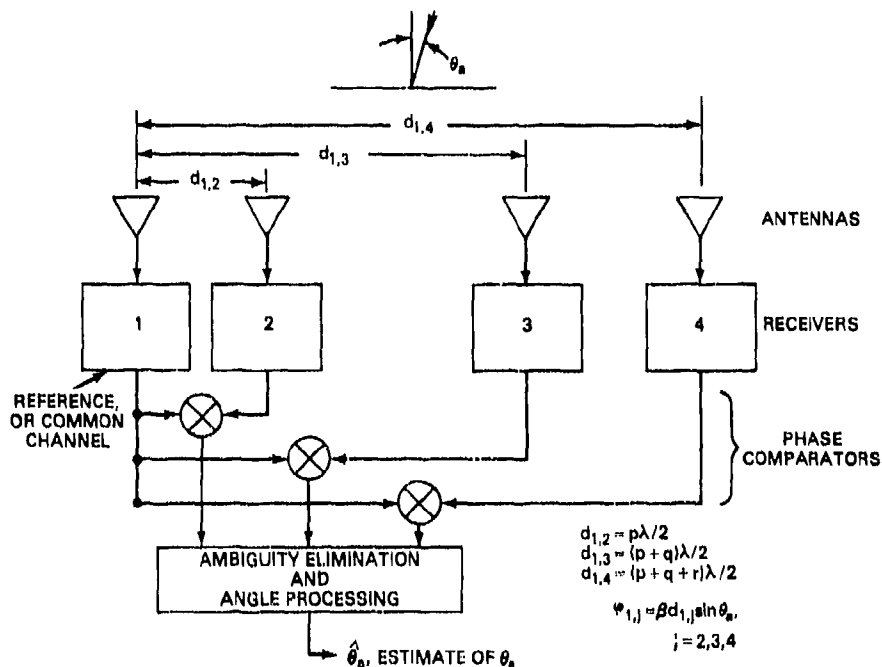 θa
d1,4
d1,3
d1,2
ANTENNAS
1
2
3
4
RECEIVERS
REFERENCE,
OR COMMON
CHANNEL
PHASE
COMPARATORS
AMBIGUITY ELIMINATION
AND
ANGLE PROCESSING
d1,2 = pλ/2
d1,3 = (p + q)λ/2
d1,4 = (p + q + r)λ/2
φ1,j = βd1,j sin θa,
j = 2,3,4
θ̂a, ESTIMATE OF θa